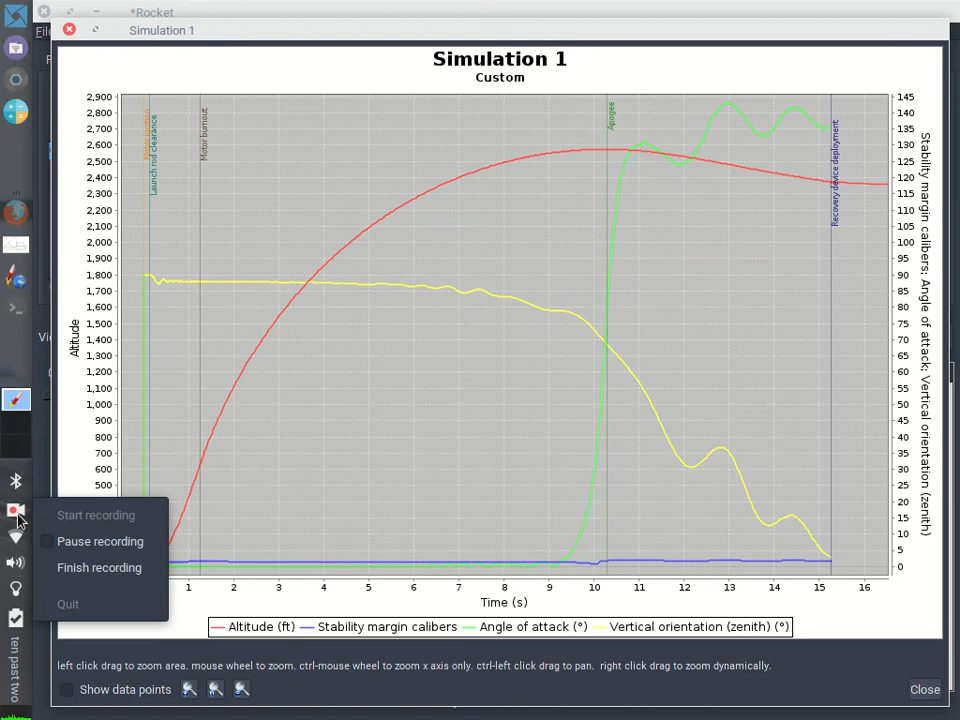 *Rocket
File
Simulation 1
Simulation 1
Custom
Motor ignition
Launch rod clearance
Motor burnout
Apogee
Recovery device deployment
2,900
2,800
2,700
2,600
2,500
2,400
2,300
2,200
2,100
2,000
1,900
1,800
1,700
1,600
1,500
1,400
1,300
1,200
1,100
1,000
900
800
700
600
500
Altitude
145
140
135
130
125
120
115
110
105
100
95
90
85
80
75
70
65
60
55
50
45
40
35
30
25
20
15
10
5
0
Stability margin calibers; Angle of attack; Vertical orientation (zenith)
1 2 3 4 5 6 7 8 9 10 11 12 13 14 15 16
Time (s)
Altitude (ft) Stability margin calibers Angle of attack (°) Vertical orientation (zenith) (°)
Start recording
Pause recording
Finish recording
Quit
ten past two
left click drag to zoom area. mouse wheel to zoom. ctrl-mouse wheel to zoom x axis only. ctrl-left click drag to pan. right click drag to zoom dynamically.
Show data points
Close